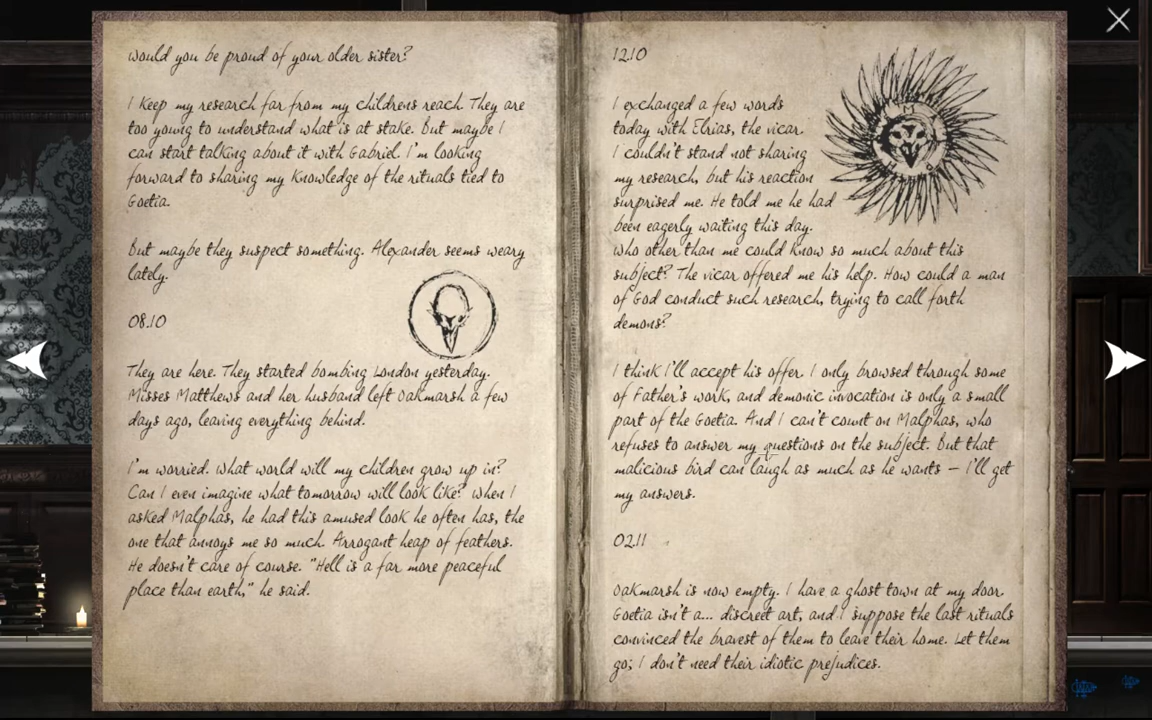 Would you be proud of your older sister?
I keep my research far from my childrens reach. They are
too young to understand what is at stake. But maybe I
can start talking about it with Gabriel. I'm looking
forward to sharing my knowledge of the rituals tied to
Goetia.
But maybe they suspect something. Alexander seems weary
lately.
08.10
They are here. They started bombing London yesterday.
Misses Matthews and her husband left Oakmarsh a few
days ago, leaving everything behind.
I'm worried. What world will my children grow up in?
Can I even imagine what tomorrow will look like? When I
asked Malphas, he had this amused look he often has, the
one that annoys me so much. Arrogant heap of feathers.
He doesn't care of course. "Hell is a far more peaceful
place than earth," he said.
12.10
I exchanged a few words
today with Elrias, the vicar.
I couldn't stand not sharing
my research, but his reaction
surprised me. He told me he had
been eagerly waiting this day.
Who other than me could know so much about this
subject? The vicar offered me his help. How could a man
of God conduct such research, trying to call forth
demons?
I think I'll accept his offer. I only browsed through some
of Father's work, and demonic invocation is only a small
part of the Goetia. And I can't count on Malphas, who
refuses to answer my questions on the subject. But that
malicious bird can laugh as much as he wants – I'll get
my answers.
02.11
Oakmarsh is now empty. I have a ghost town at my door.
Goetia isn't a... discreet art, and I suppose the last rituals
convinced the bravest of them to leave their home. Let them
go; I don't need their idiotic prejudices.